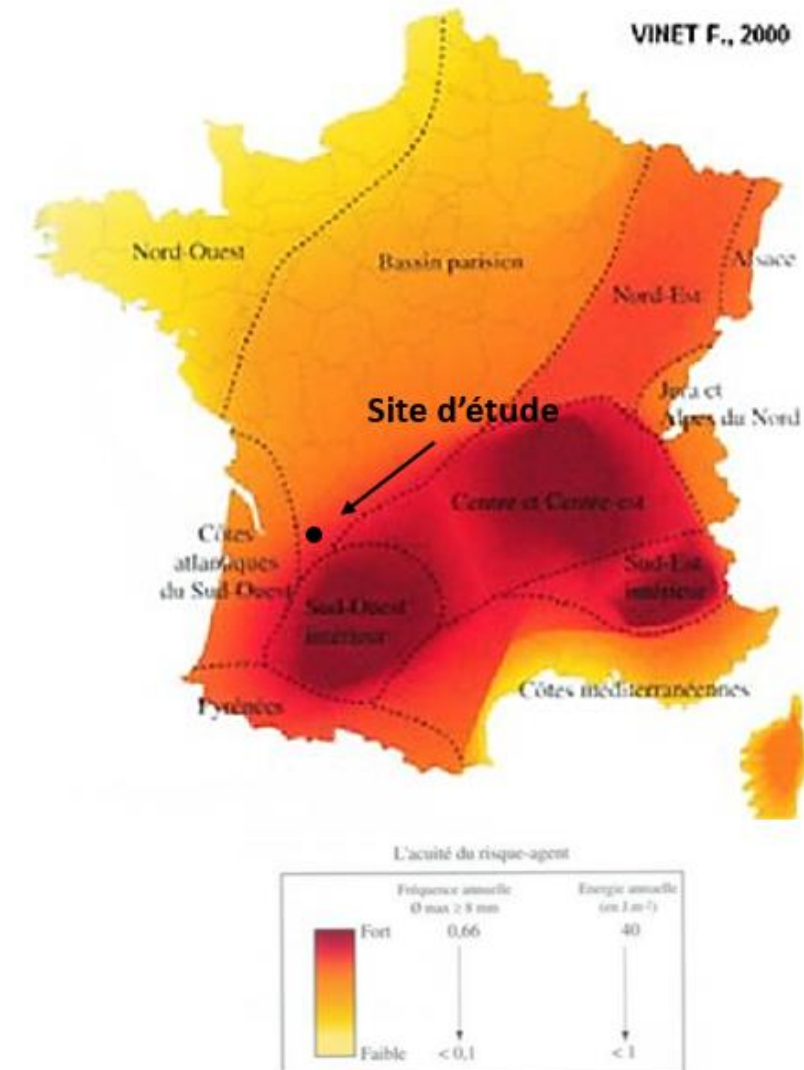 VINET F., 2000
Nord-Ouest
Bassin parisien
Alsace
Nord-Est
Jura et
Alpes du Nord
Site d'étude
Centre et Centre-est
Côtes
atlantiques
du Sud-Ouest
Sud-Est
intérieur
Sud-Ouest
intérieur
Côtes méditerranéennes
Pyrénées
L'acuité du risque-agent
Fréquence annuelle
Ø max ≥ 8 mm
Energie annuelle
(en J.m-²)
Fort
0,66
40
Faible
< 0,1
< 1